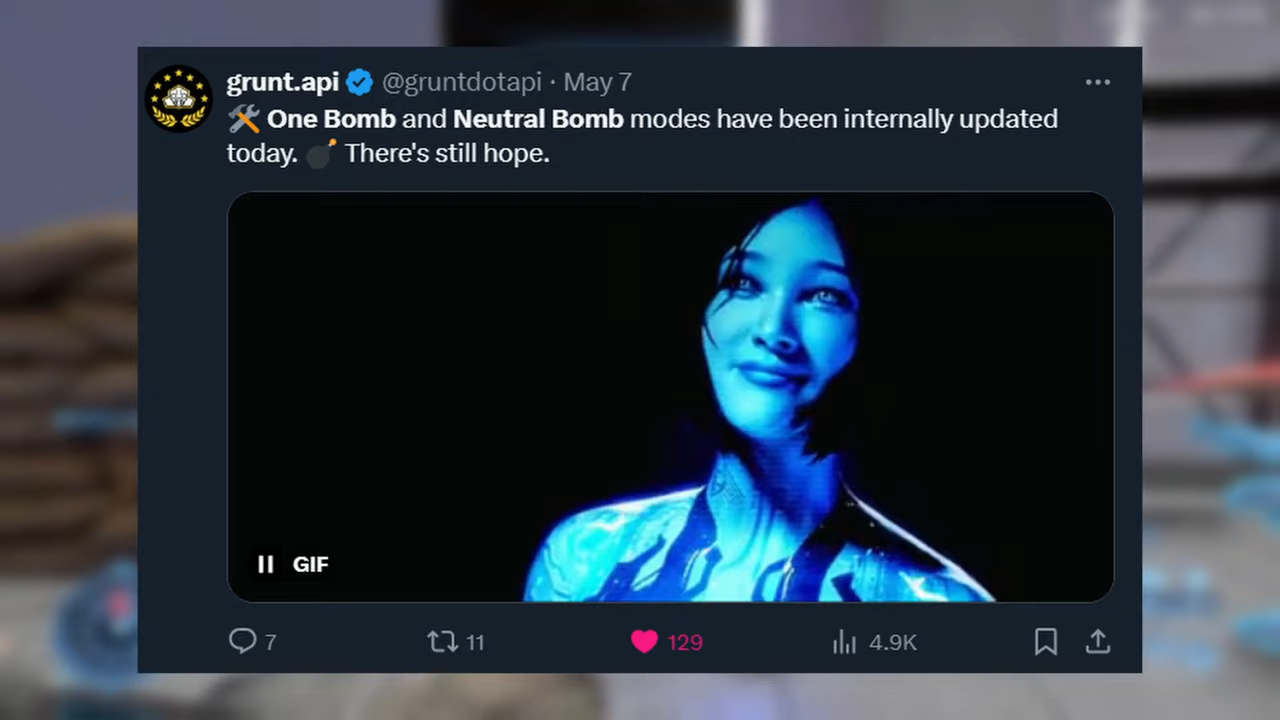 grunt.api @gruntdotapi · May 7
🛠️ One Bomb and Neutral Bomb modes have been internally updated
today. 💣 There's still hope.
GIF
7 11 129 4.9K